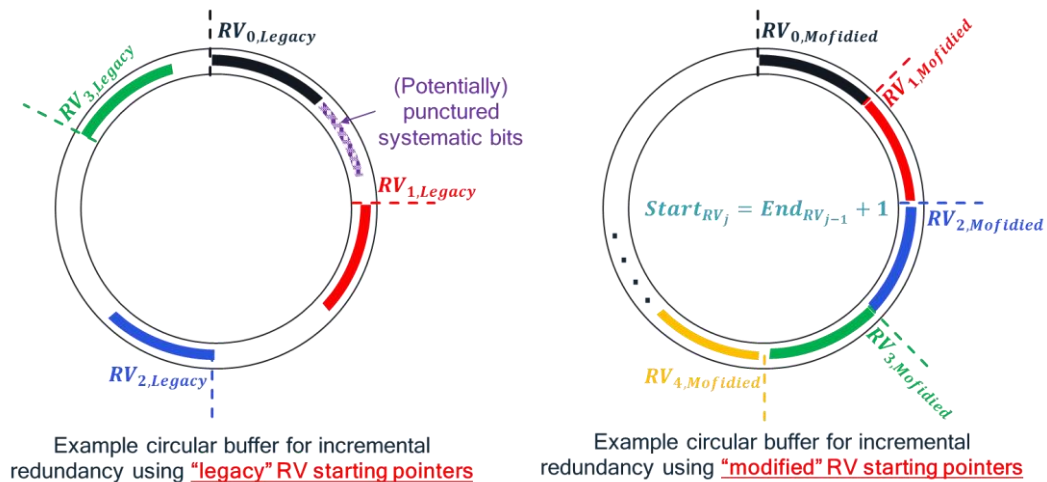 RV0,Legacy
RV3,Legacy
(Potentially)
punctured
systematic bits
RV1,Legacy
RV2,Legacy
Example circular buffer for incremental
redundancy using “legacy” RV starting pointers
RV0,Mofidied
RV1,Mofidied
StartRVj = EndRVj−1 + 1
RV2,Mofidied
RV3,Mofidied
RV4,Mofidied
Example circular buffer for incremental
redundancy using “modified” RV starting pointers